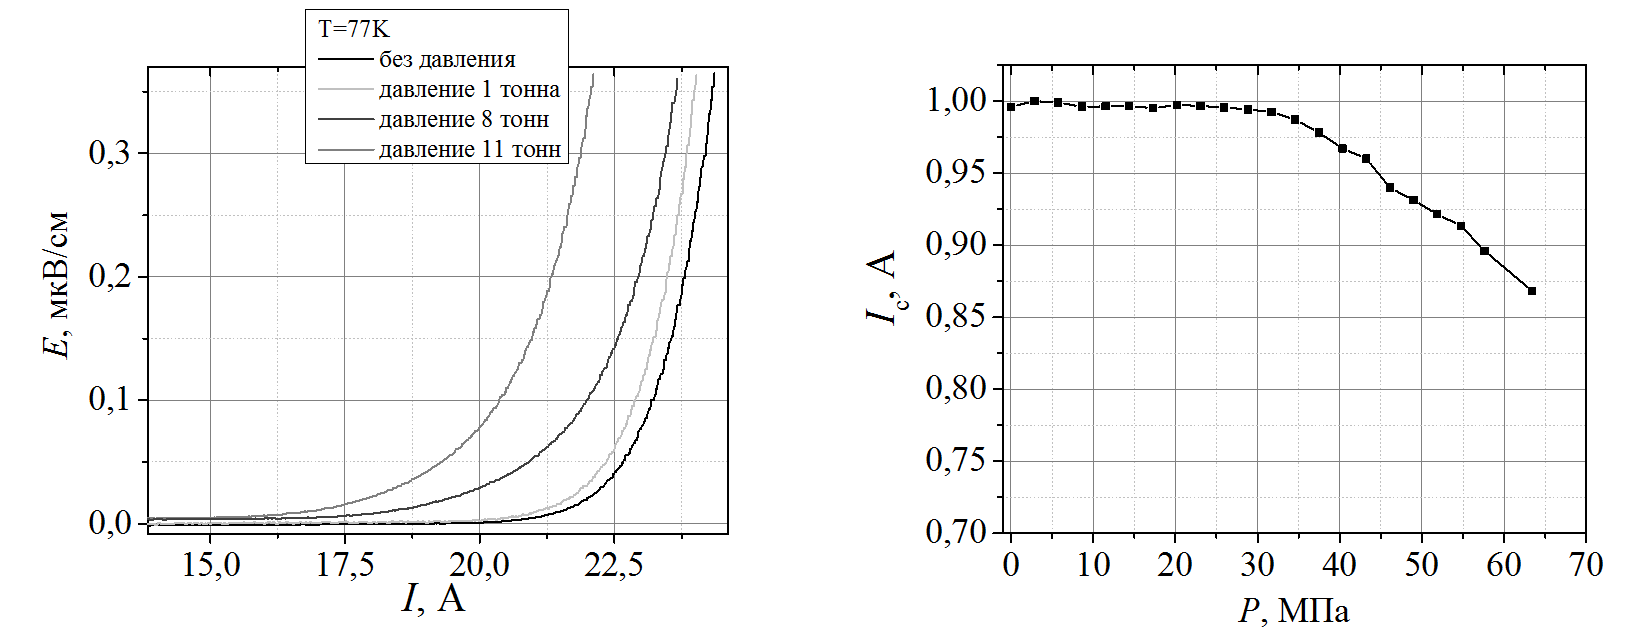 T=77K
без давления
давление 1 тонна
давление 8 тонн
давление 11 тонн
0,3
0,2
0,1
0,0
E, мкВ/см
15,0 17,5 20,0 22,5
I, А
1,00
0,95
0,90
0,85
0,80
0,75
0,70
Ic, А
0 10 20 30 40 50 60 70
P, МПа